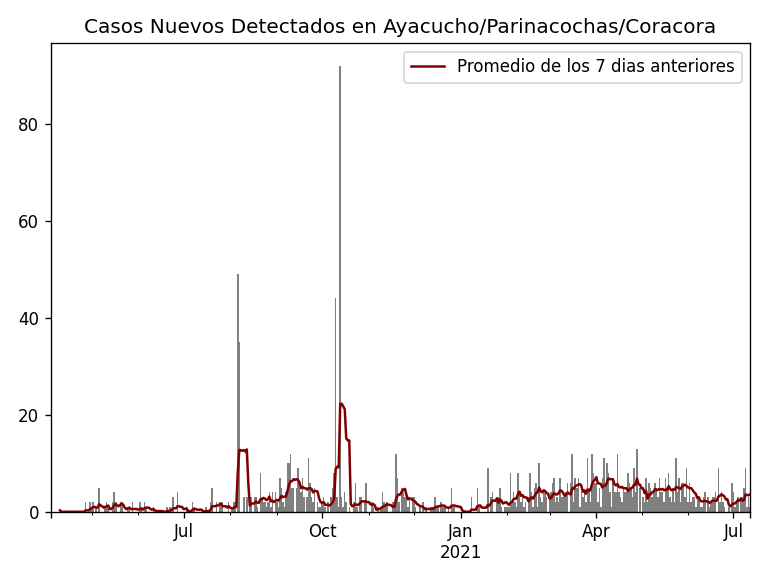 Casos Nuevos Detectados en Ayacucho/Parinacochas/Coracora
Promedio de los 7 dias anteriores
80
60
40
20
0
Jul Oct Jan Apr Jul
2021